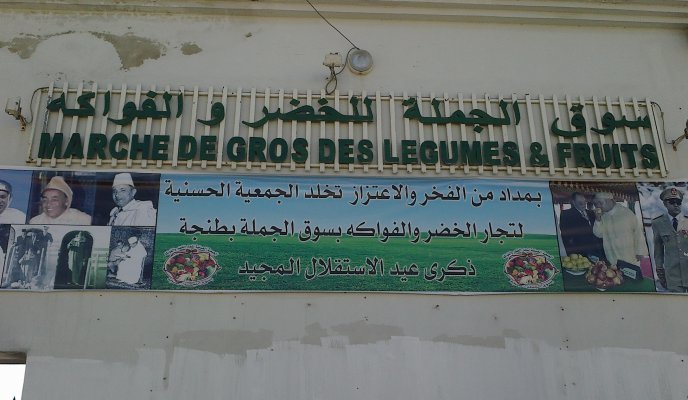 سوق الجملة للخضر و الفواكه
MARCHE DE GROS DES LEGUMES & FRUITS
بمداد من الفخر والاعتزاز تخلد الجمعية الحسنية
لتجار الخضر والفواكه بسوق الجملة بطنجة
ذكرى عيد الاستقلال المجيد